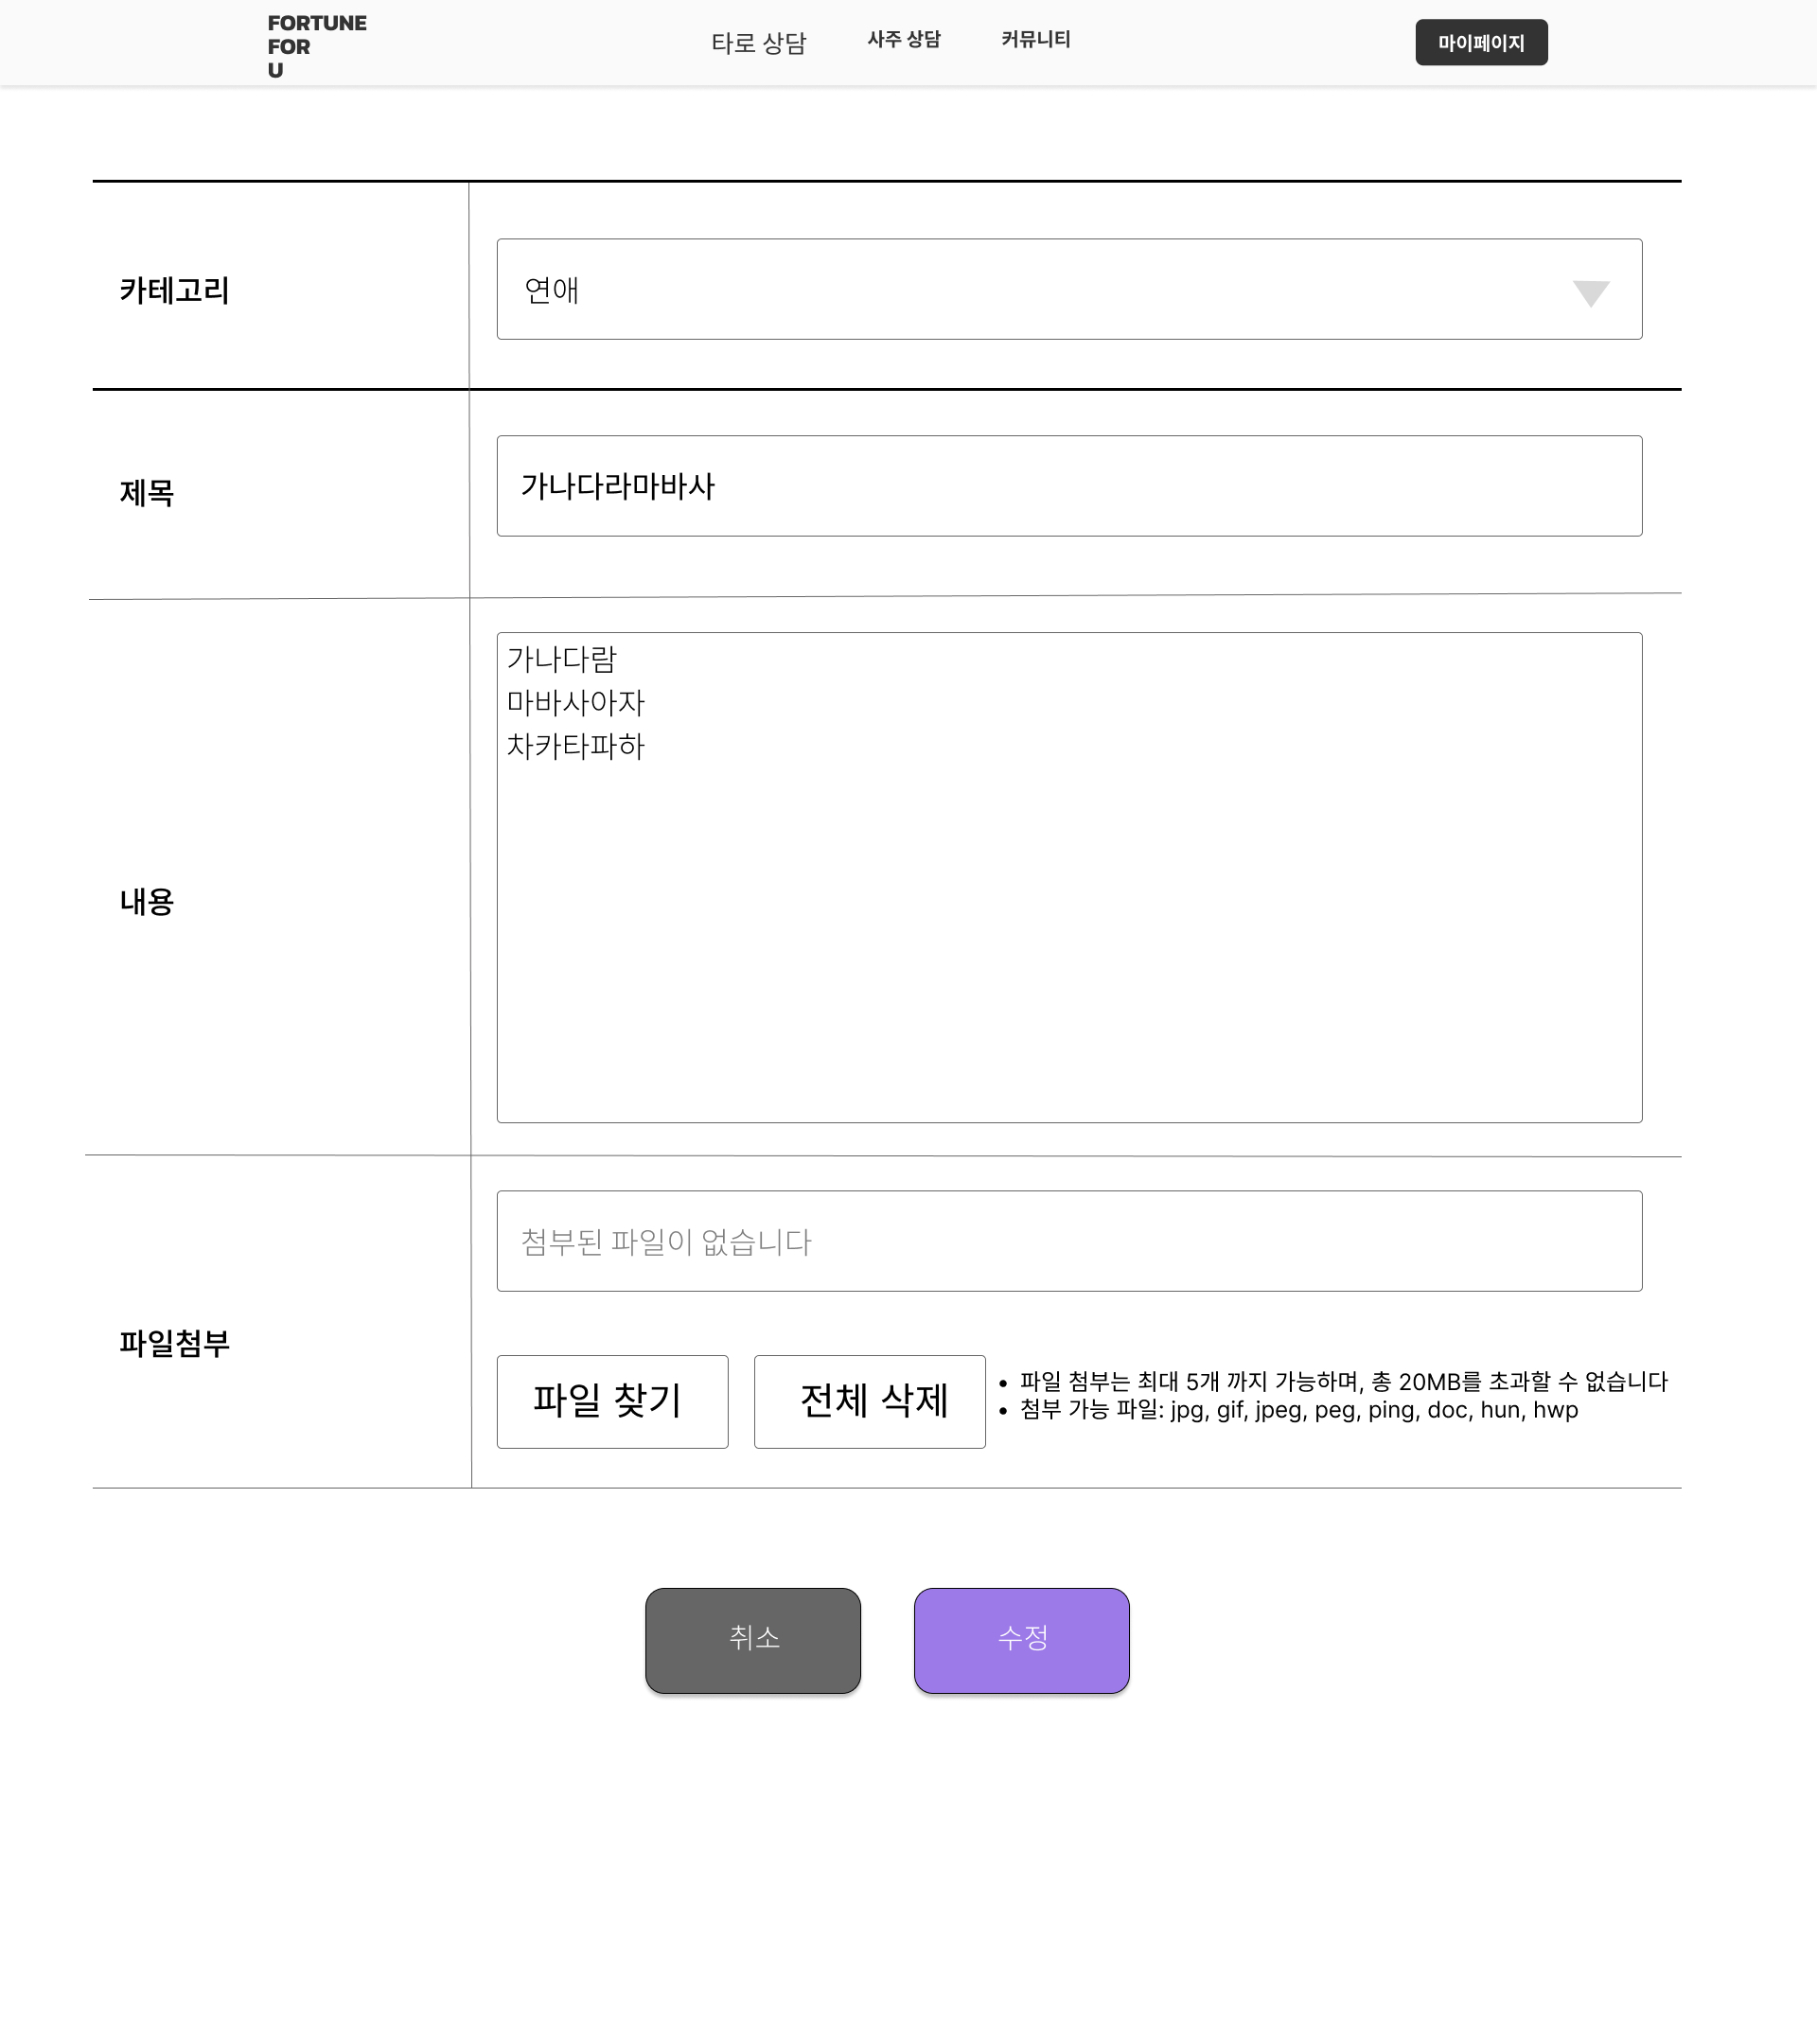 FORTUNE
FOR
U
타로 상담
사주 상담
커뮤니티
마이페이지
카테고리
연애
제목
가나다라마바사
내용
가나다람
마바사아자
차카타파하
파일첨부
첨부된 파일이 없습니다
파일 찾기
전체 삭제
• 파일 첨부는 최대 5개 까지 가능하며, 총 20MB를 초과할 수 없습니다
• 첨부 가능 파일: jpg, gif, jpeg, peg, ping, doc, hun, hwp
취소
수정